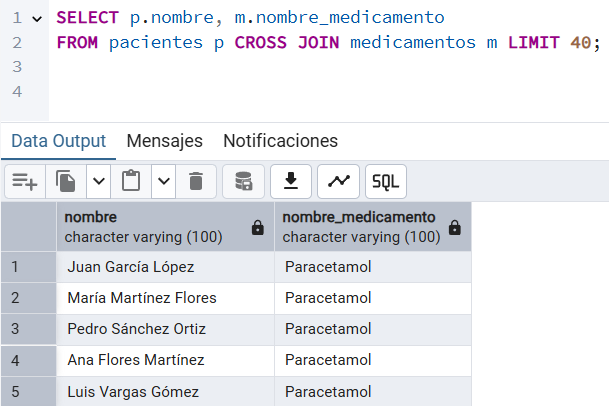 1 SELECT p.nombre, m.nombre_medicamento
2 FROM pacientes p CROSS JOIN medicamentos m LIMIT 40;
3
4
Data Output Mensajes Notificaciones
SQL
nombre nombre_medicamento
character varying (100) character varying (100)
1 Juan García López Paracetamol
2 María Martínez Flores Paracetamol
3 Pedro Sánchez Ortiz Paracetamol
4 Ana Flores Martínez Paracetamol
5 Luis Vargas Gómez Paracetamol